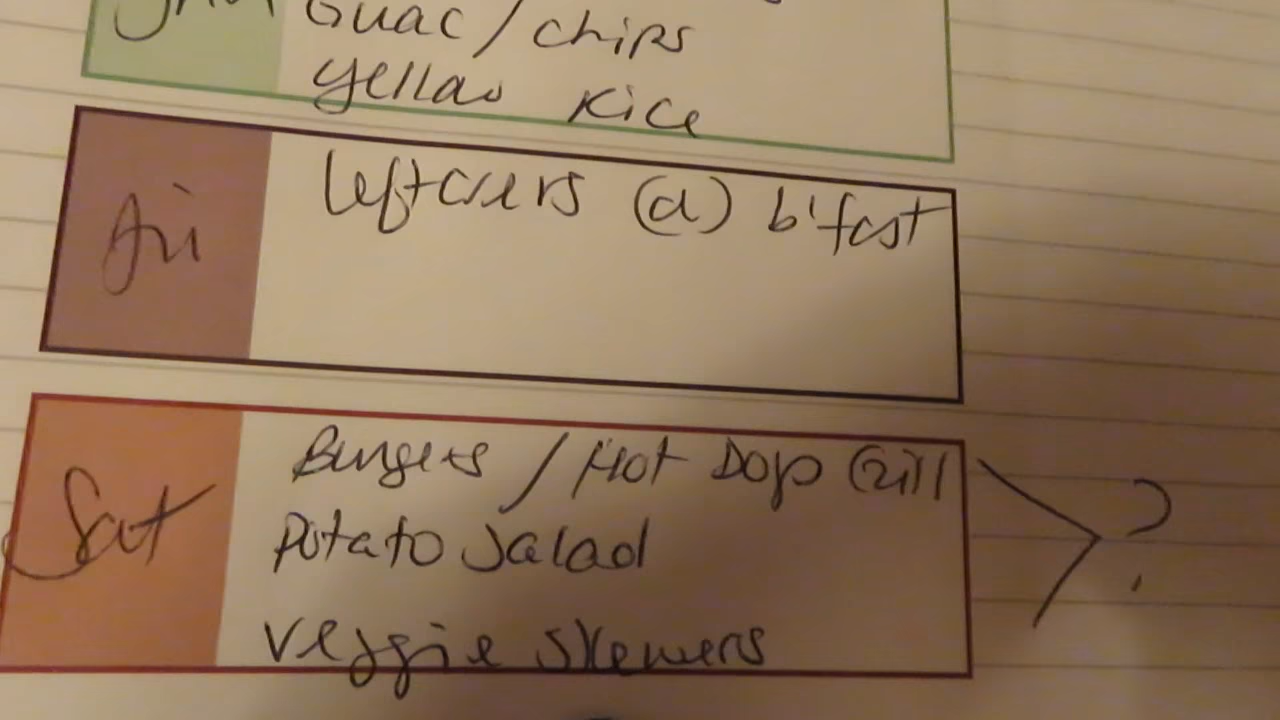 Guac / chips
Yellow Rice
Fri
leftovers (a) b'fast
Sat
Burgers / Hot Dogs Grill
Potato Salad
Veggie Skewers
?